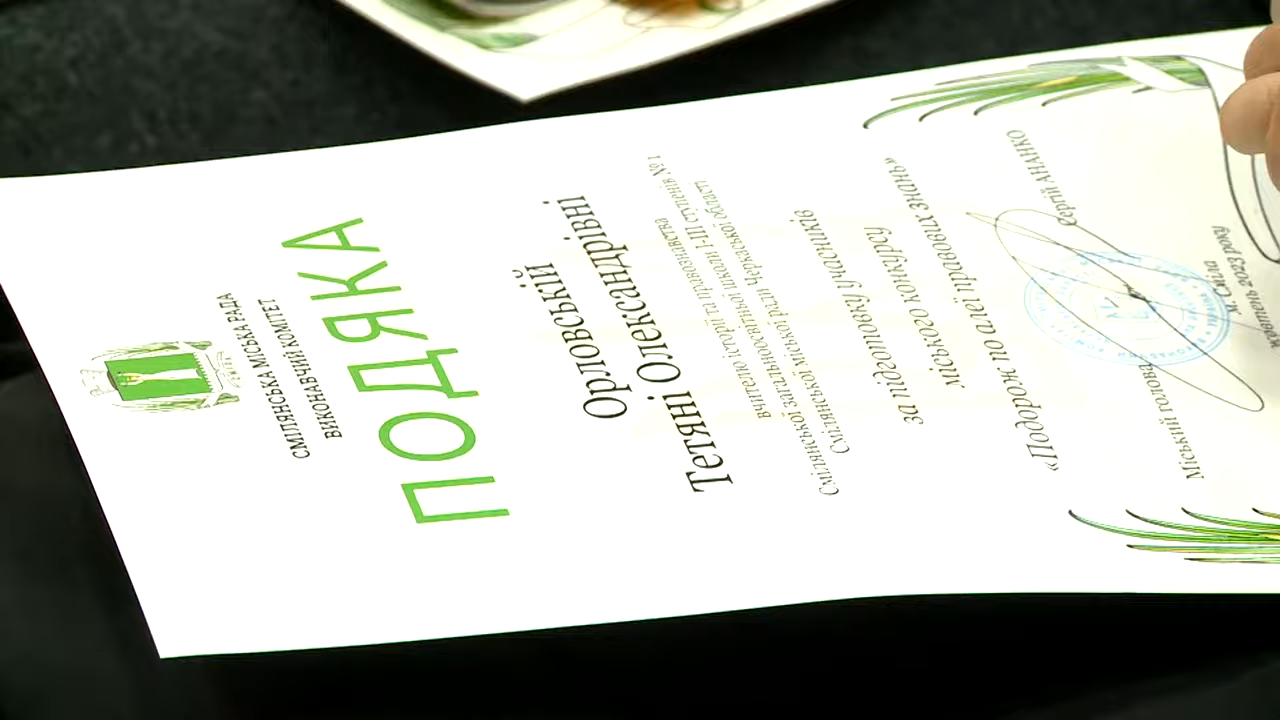 СМІЛЯНСЬКА МІСЬКА РАДА
ВИКОНАВЧИЙ КОМІТЕТ
ПОДЯКА
Орловській
Тетяні Олександрівні
вчителю історії та правознавства
Смілянської загальноосвітньої школи І-ІІІ ступенів № 1
Смілянської міської ради Черкаської області
за підготовку учасників
міського конкурсу
«Подорож по алеї правових знань»
Міський голова Сергій АНАНКО
м. Сміла
2023 року